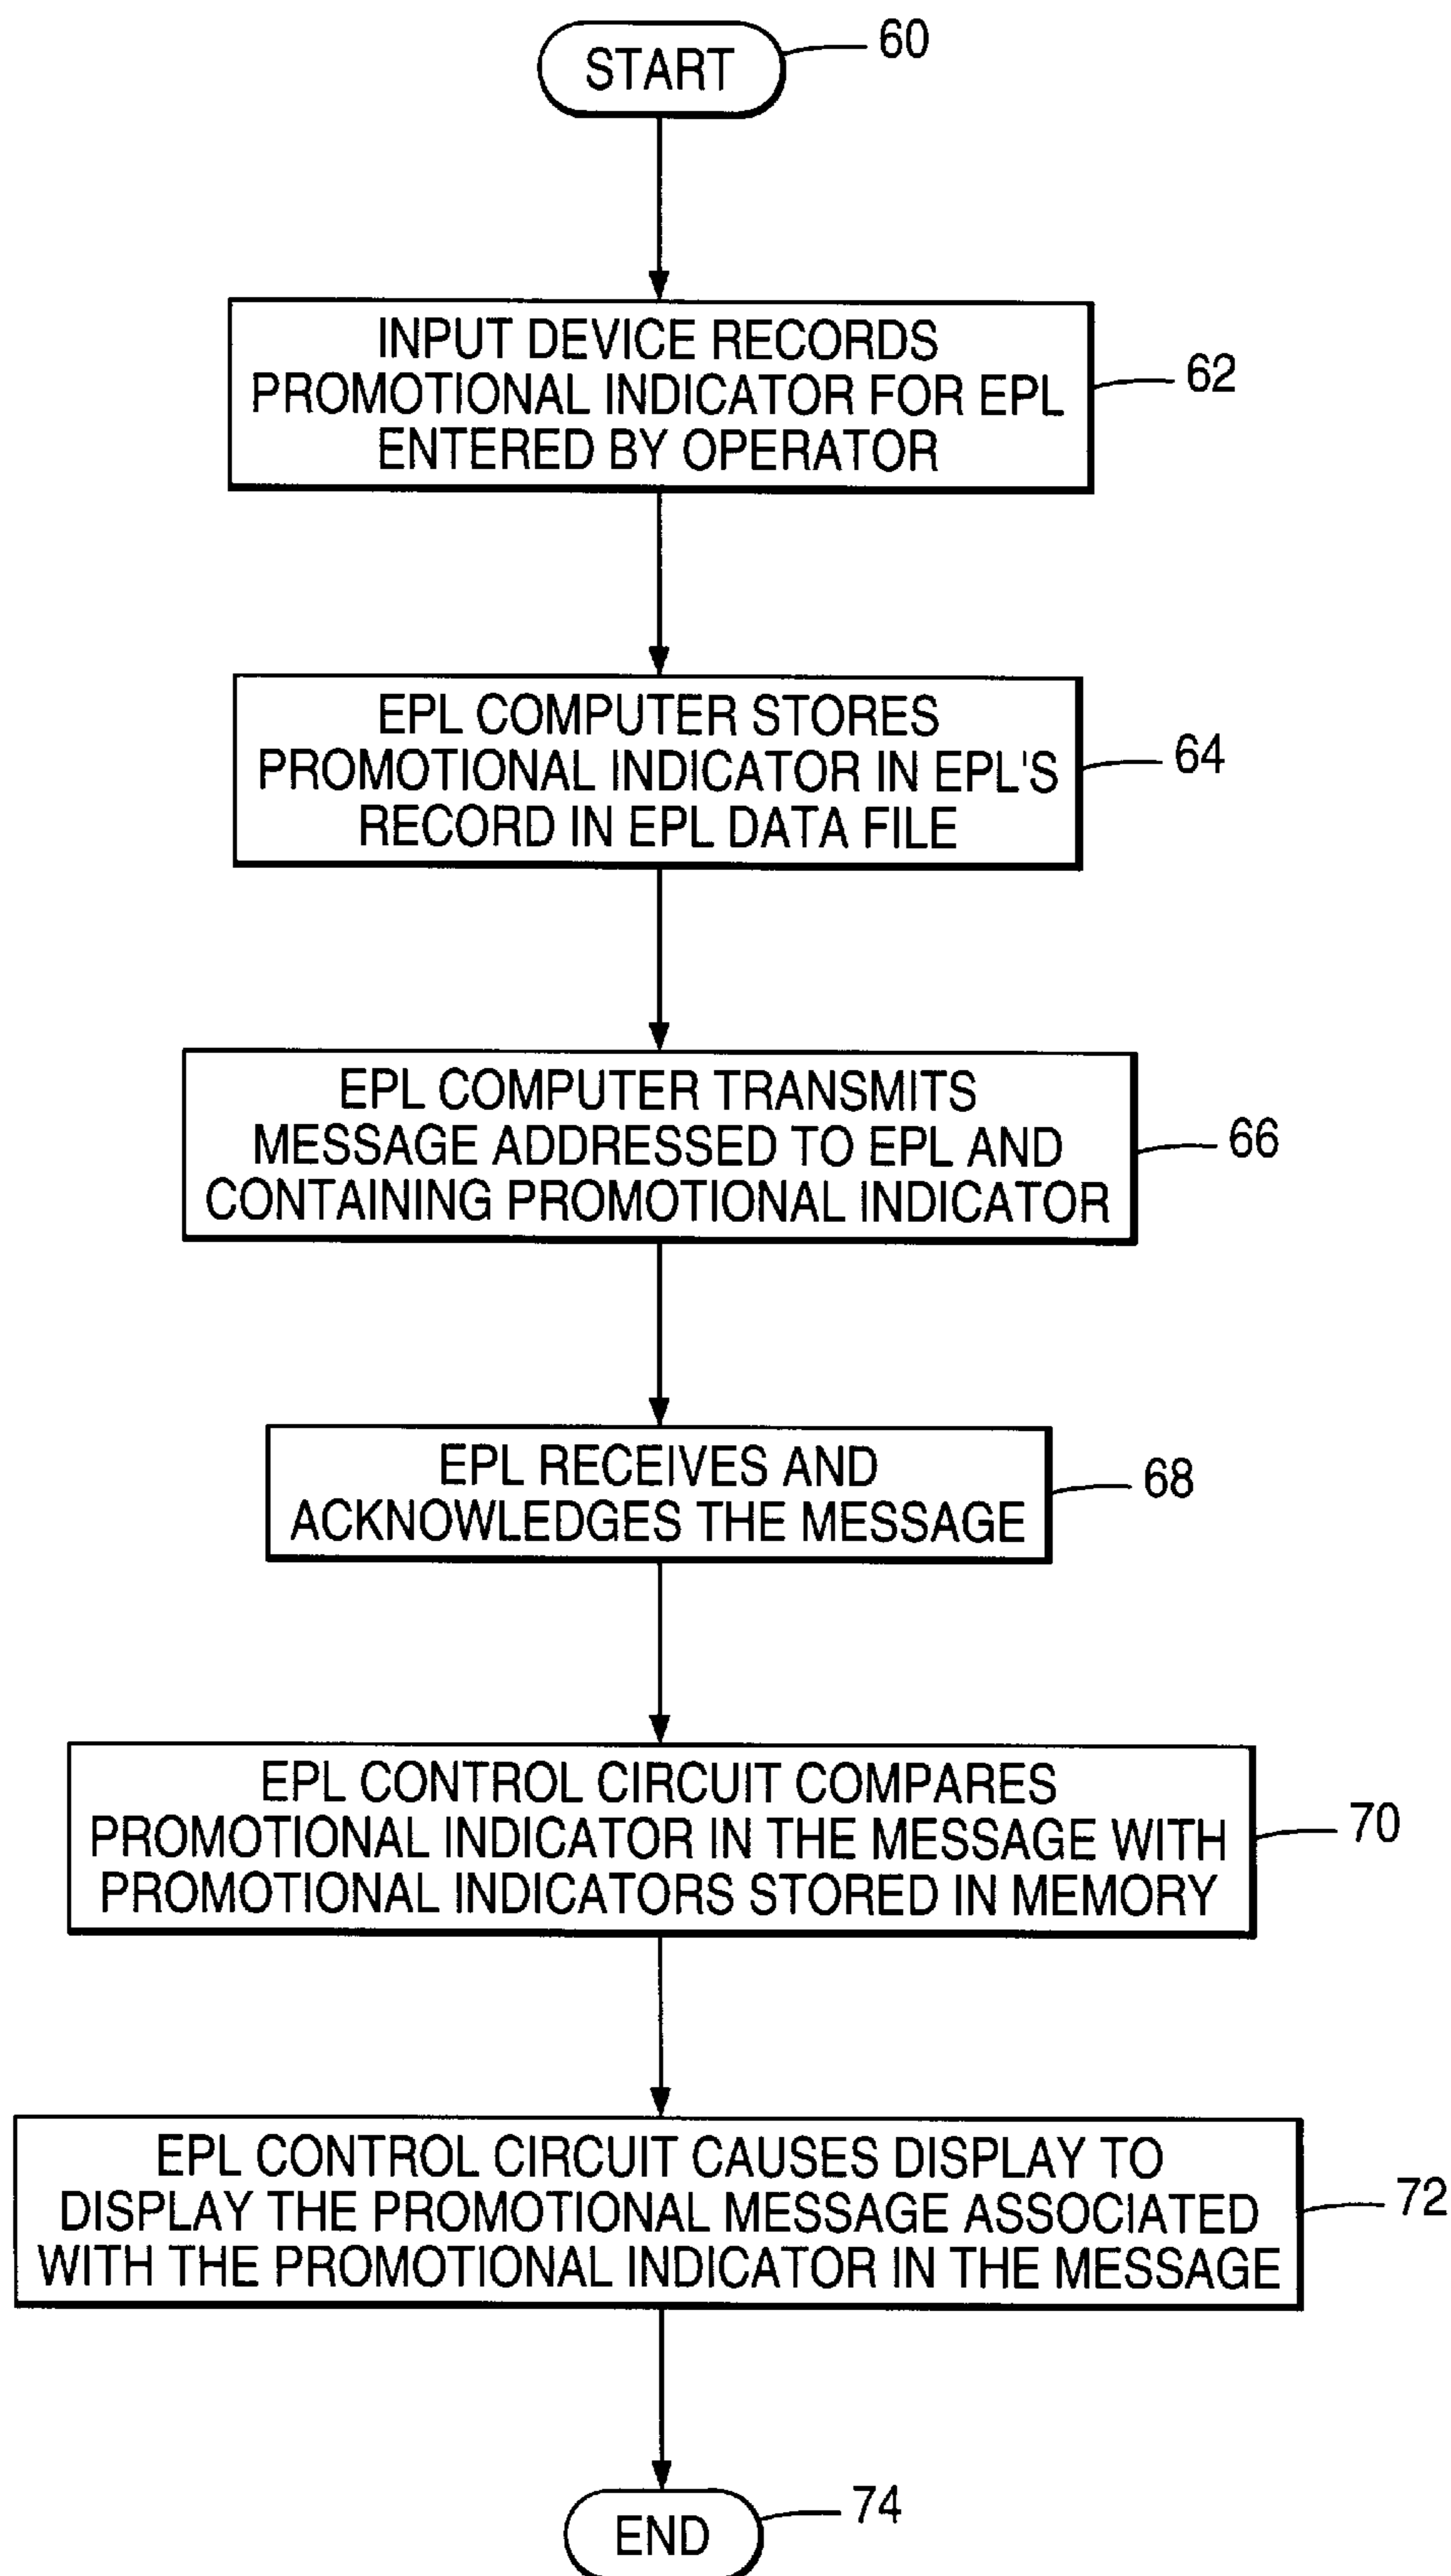 START
60
INPUT DEVICE RECORDS
PROMOTIONAL INDICATOR FOR EPL
ENTERED BY OPERATOR
62
EPL COMPUTER STORES
PROMOTIONAL INDICATOR IN EPL'S
RECORD IN EPL DATA FILE
64
EPL COMPUTER TRANSMITS
MESSAGE ADDRESSED TO EPL AND
CONTAINING PROMOTIONAL INDICATOR
66
EPL RECEIVES AND
ACKNOWLEDGES THE MESSAGE
68
EPL CONTROL CIRCUIT COMPARES
PROMOTIONAL INDICATOR IN THE MESSAGE WITH
PROMOTIONAL INDICATORS STORED IN MEMORY
70
EPL CONTROL CIRCUIT CAUSES DISPLAY TO
DISPLAY THE PROMOTIONAL MESSAGE ASSOCIATED
WITH THE PROMOTIONAL INDICATOR IN THE MESSAGE
72
END
74